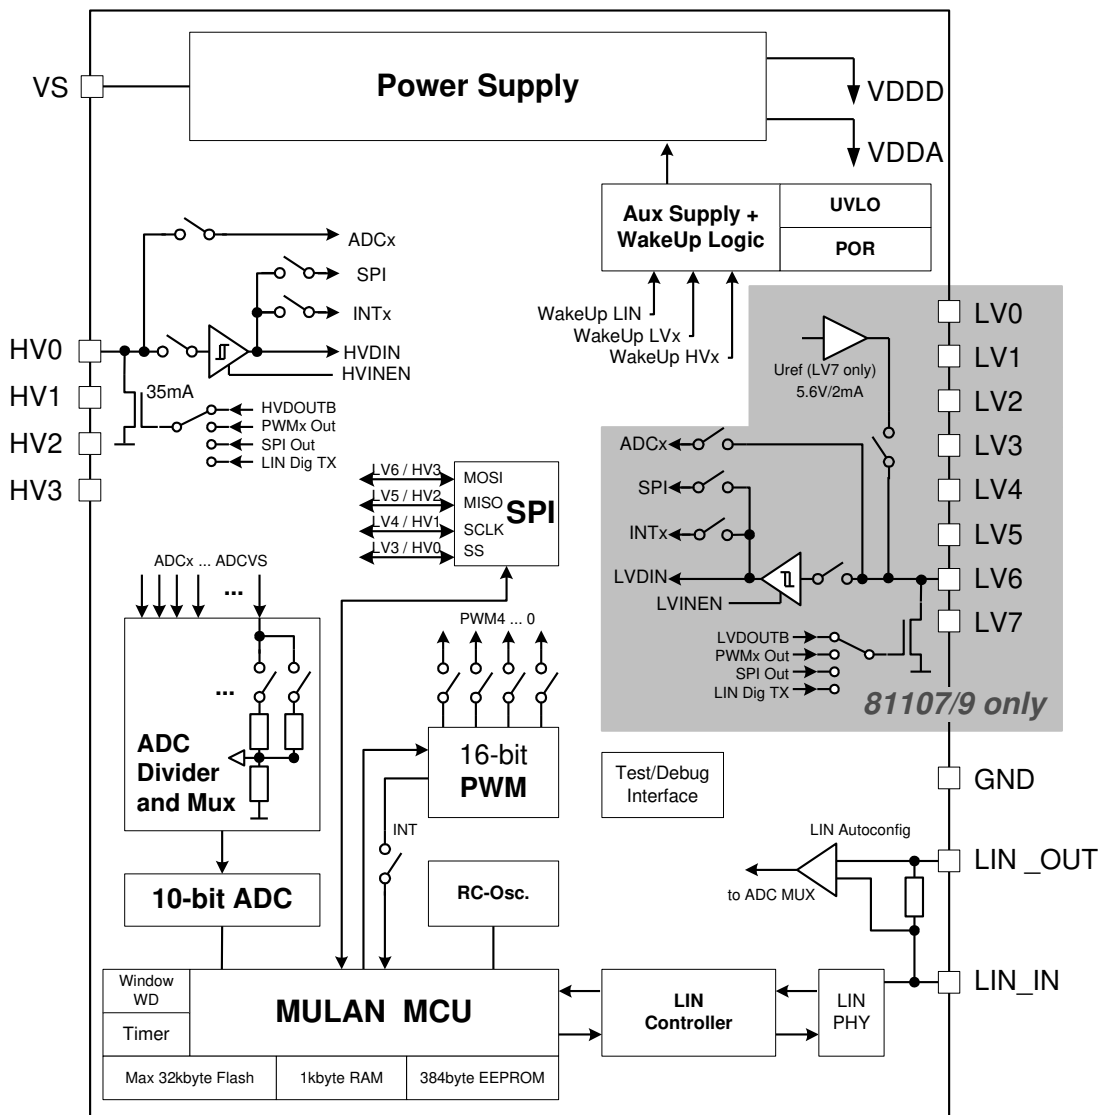 Power Supply
VS
VDDD
VDDA
Aux Supply +
WakeUp Logic
UVLO
POR
WakeUp LIN
WakeUp LVx
WakeUp HVx
ADCx
SPI
INTx
HVDIN
HVINEN
HV0
HV1
HV2
HV3
35mA
HVDOUTB
PWMx Out
SPI Out
LIN Dig TX
LV0
LV1
LV2
LV3
LV4
LV5
LV6
LV7
Uref (LV7 only)
5.6V/2mA
ADCx
SPI
INTx
LVDIN
LVINEN
LVDOUTB
PWMx Out
SPI Out
LIN Dig TX
81107/9 only
LV6 / HV3
LV5 / HV2
LV4 / HV1
LV3 / HV0
MOSI
MISO
SCLK
SS
SPI
ADCx ... ADCVS
...
...
ADC
Divider
and Mux
PWM4 ... 0
16-bit
PWM
INT
Test/Debug
Interface
GND
LIN Autoconfig
to ADC MUX
LIN _OUT
LIN_IN
10-bit ADC
RC-Osc.
Window
WD
Timer
MULAN MCU
LIN
Controller
LIN
PHY
Max 32kbyte Flash
1kbyte RAM
384byte EEPROM